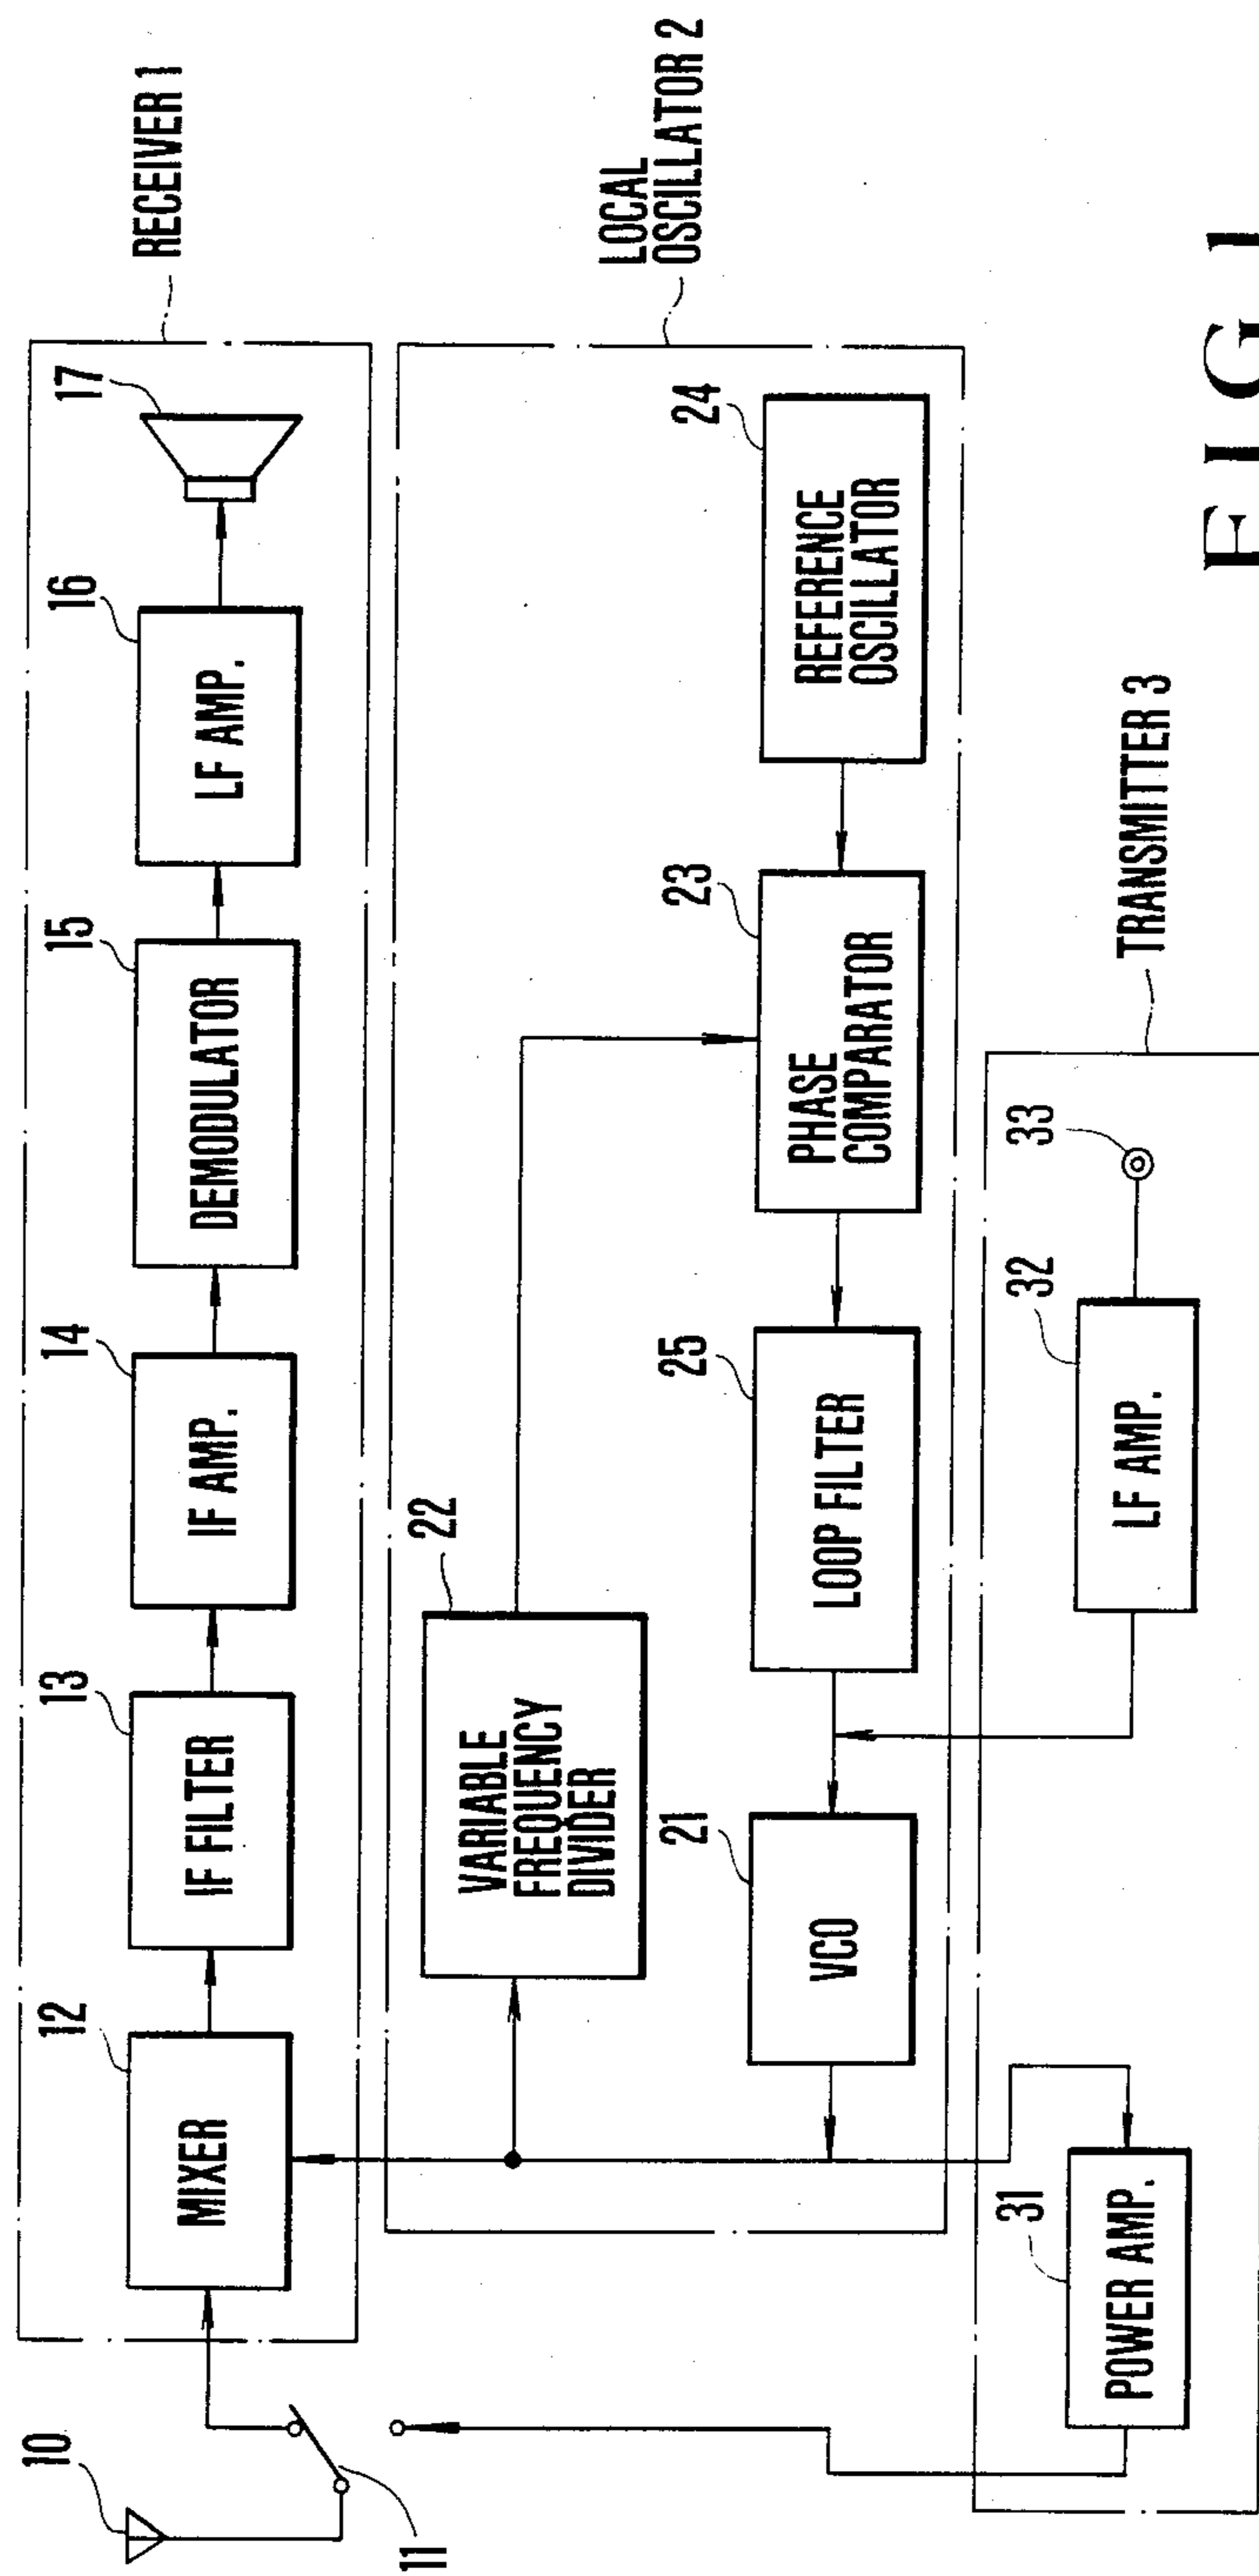 RECEIVER 1
10
11
12
MIXER
13
IF FILTER
14
IF AMP.
15
DEMODULATOR
16
LF AMP.
17
LOCAL
OSCILLATOR 2
22
VARIABLE
FREQUENCY
DIVIDER
21
VCO
25
LOOP FILTER
23
PHASE
COMPARATOR
24
REFERENCE
OSCILLATOR
TRANSMITTER 3
31
POWER AMP.
32
LF AMP.
33
FIG.1